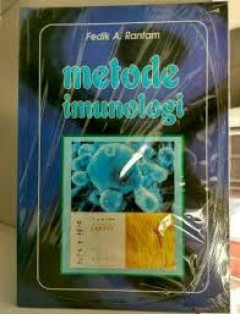 Fedik A. Rantam
metode
imunologi